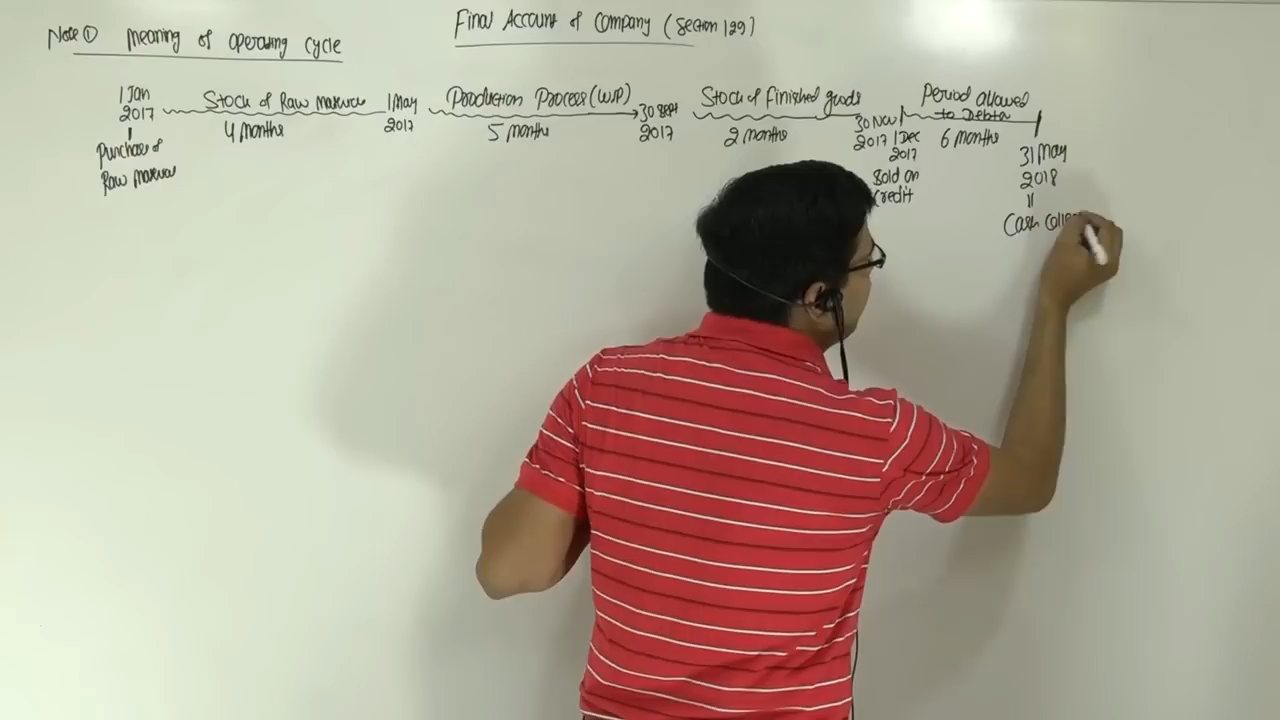 Final Account of Company (Section 129)
Note ① Meaning of operating cycle
1 Jan
2017
Stock of Raw Material
4 months
1 May
2017
Production Process (WIP)
5 months
30 Sept
2017
Stock of Finished goods
2 months
30 Nov
2017
1 Dec
2017
Sold on
Credit
Period allowed
to Debtors
6 months
31 May
2018
Cash
Purchase of
Raw Material